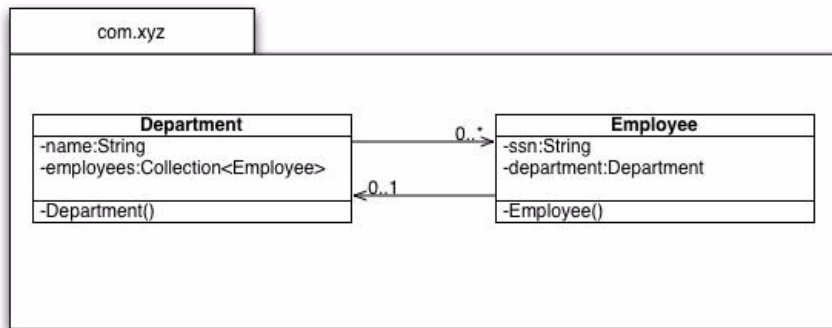 com.xyz
Department
-name:String
-employees:Collection<Employee>
-Department()
0..*
0..1
Employee
-ssn:String
-department:Department
-Employee()